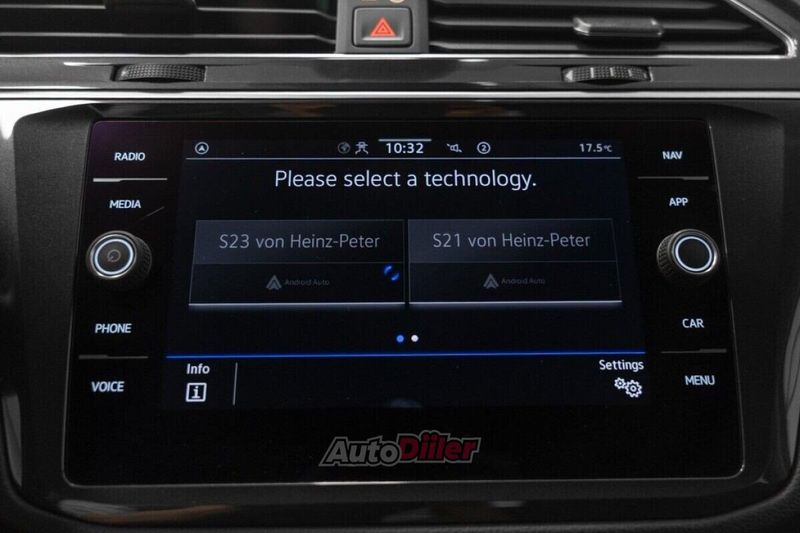 10:32
2
17.5°C
RADIO
NAV
Please select a technology.
MEDIA
APP
S23 von Heinz-Peter
S21 von Heinz-Peter
Android Auto
Android Auto
PHONE
CAR
Info
Settings
VOICE
MENU
AutoDiiler